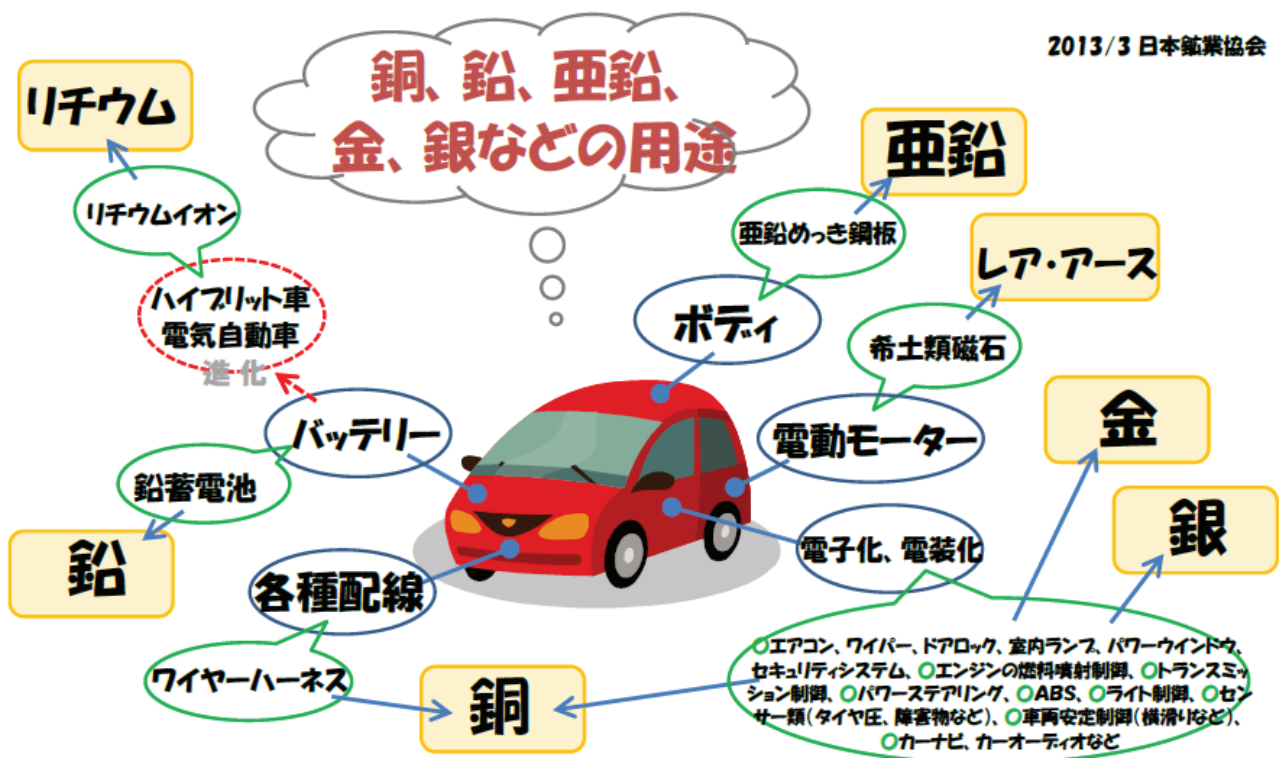 2013/3 日本鉱業協会
銅、鉛、亜鉛、
金、銀などの用途
リチウム
リチウムイオン
ハイブリット車
電気自動車
進化
バッテリー
鉛蓄電池
鉛
各種配線
ワイヤーハーネス
銅
亜鉛
亜鉛めっき鋼板
ボディ
レア・アース
希土類磁石
電動モーター
金
銀
電子化、電装化
○エアコン、ワイパー、ドアロック、室内ランプ、パワーウインドウ、
セキュリティシステム、○エンジンの燃料噴射制御、○トランスミッ
ション制御、○パワーステアリング、○ABS、○ライト制御、○セン
サー類(タイヤ圧、障害物など)、○車両安定制御(横滑りなど)、
○カーナビ、カーオーディオなど